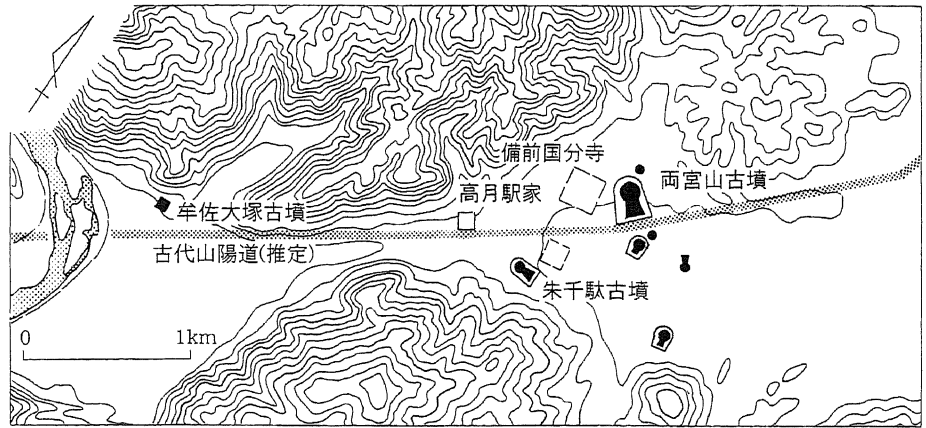 備前国分寺
両宮山古墳
高月駅家
牟佐大塚古墳
古代山陽道(推定)
朱千駄古墳
0 1km